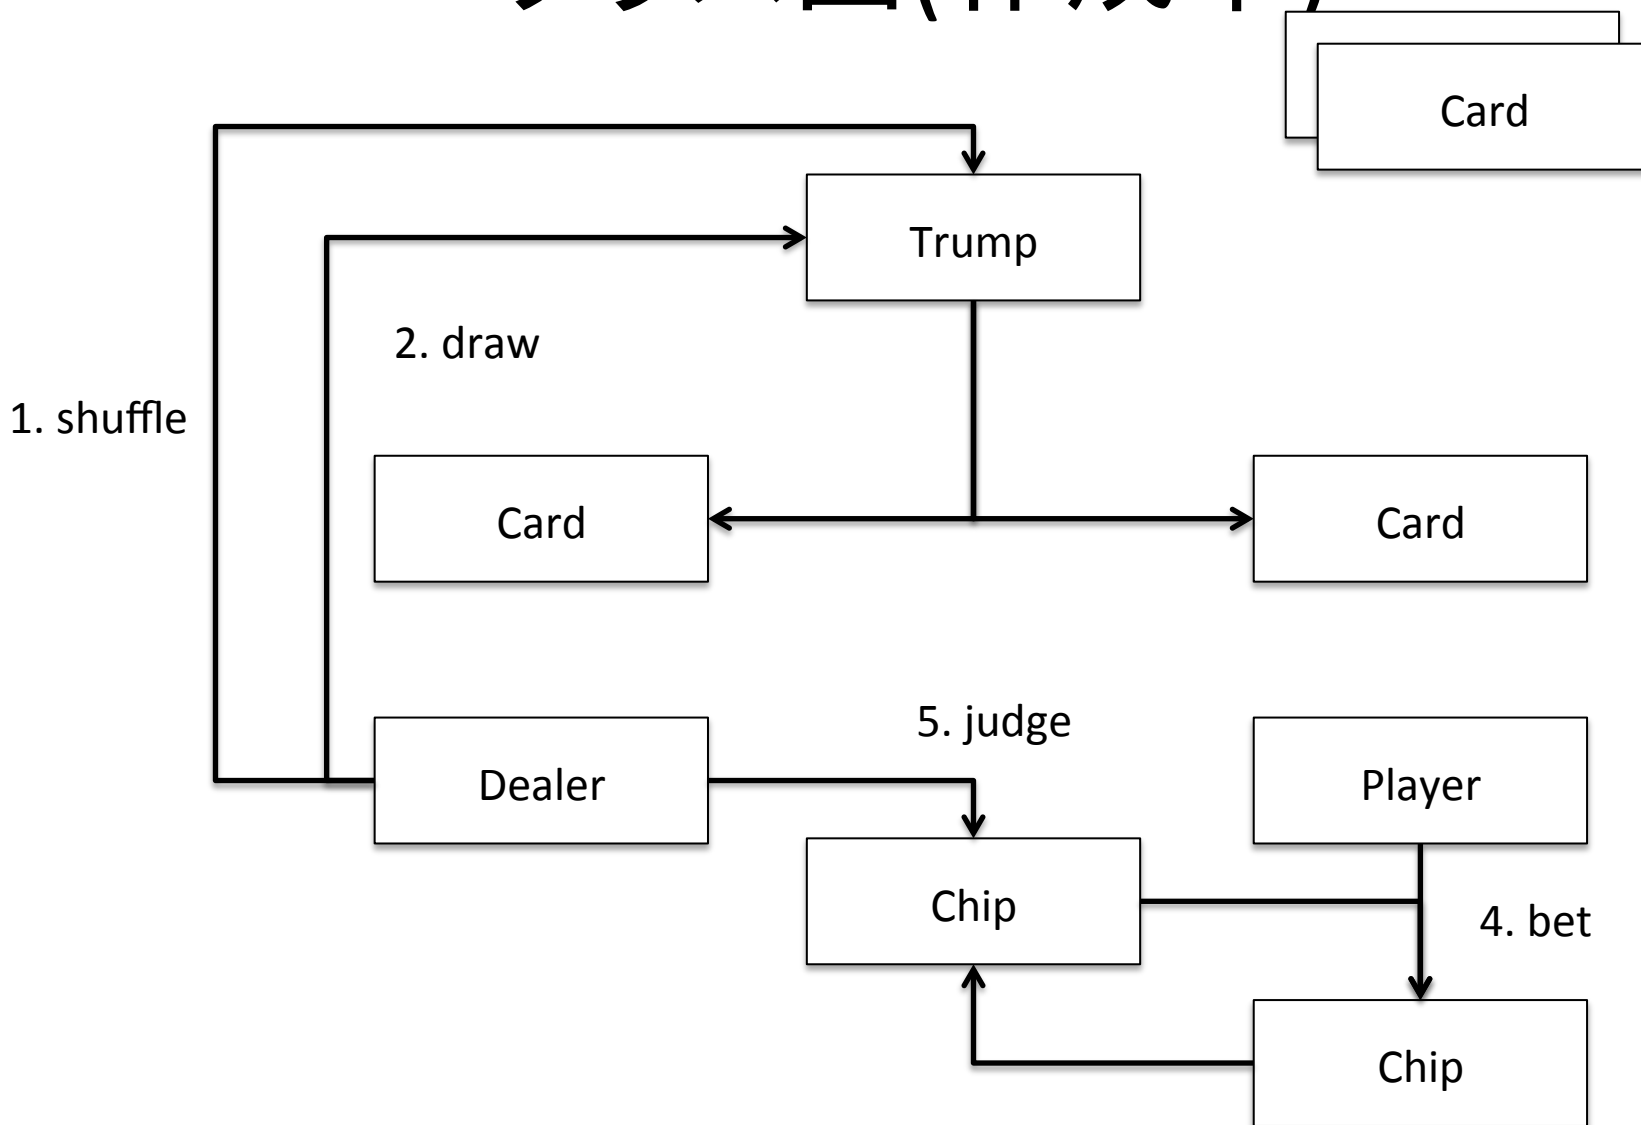 Card
Trump
2. draw
1. shuffle
Card
Card
5. judge
Dealer
Player
Chip
4. bet
Chip